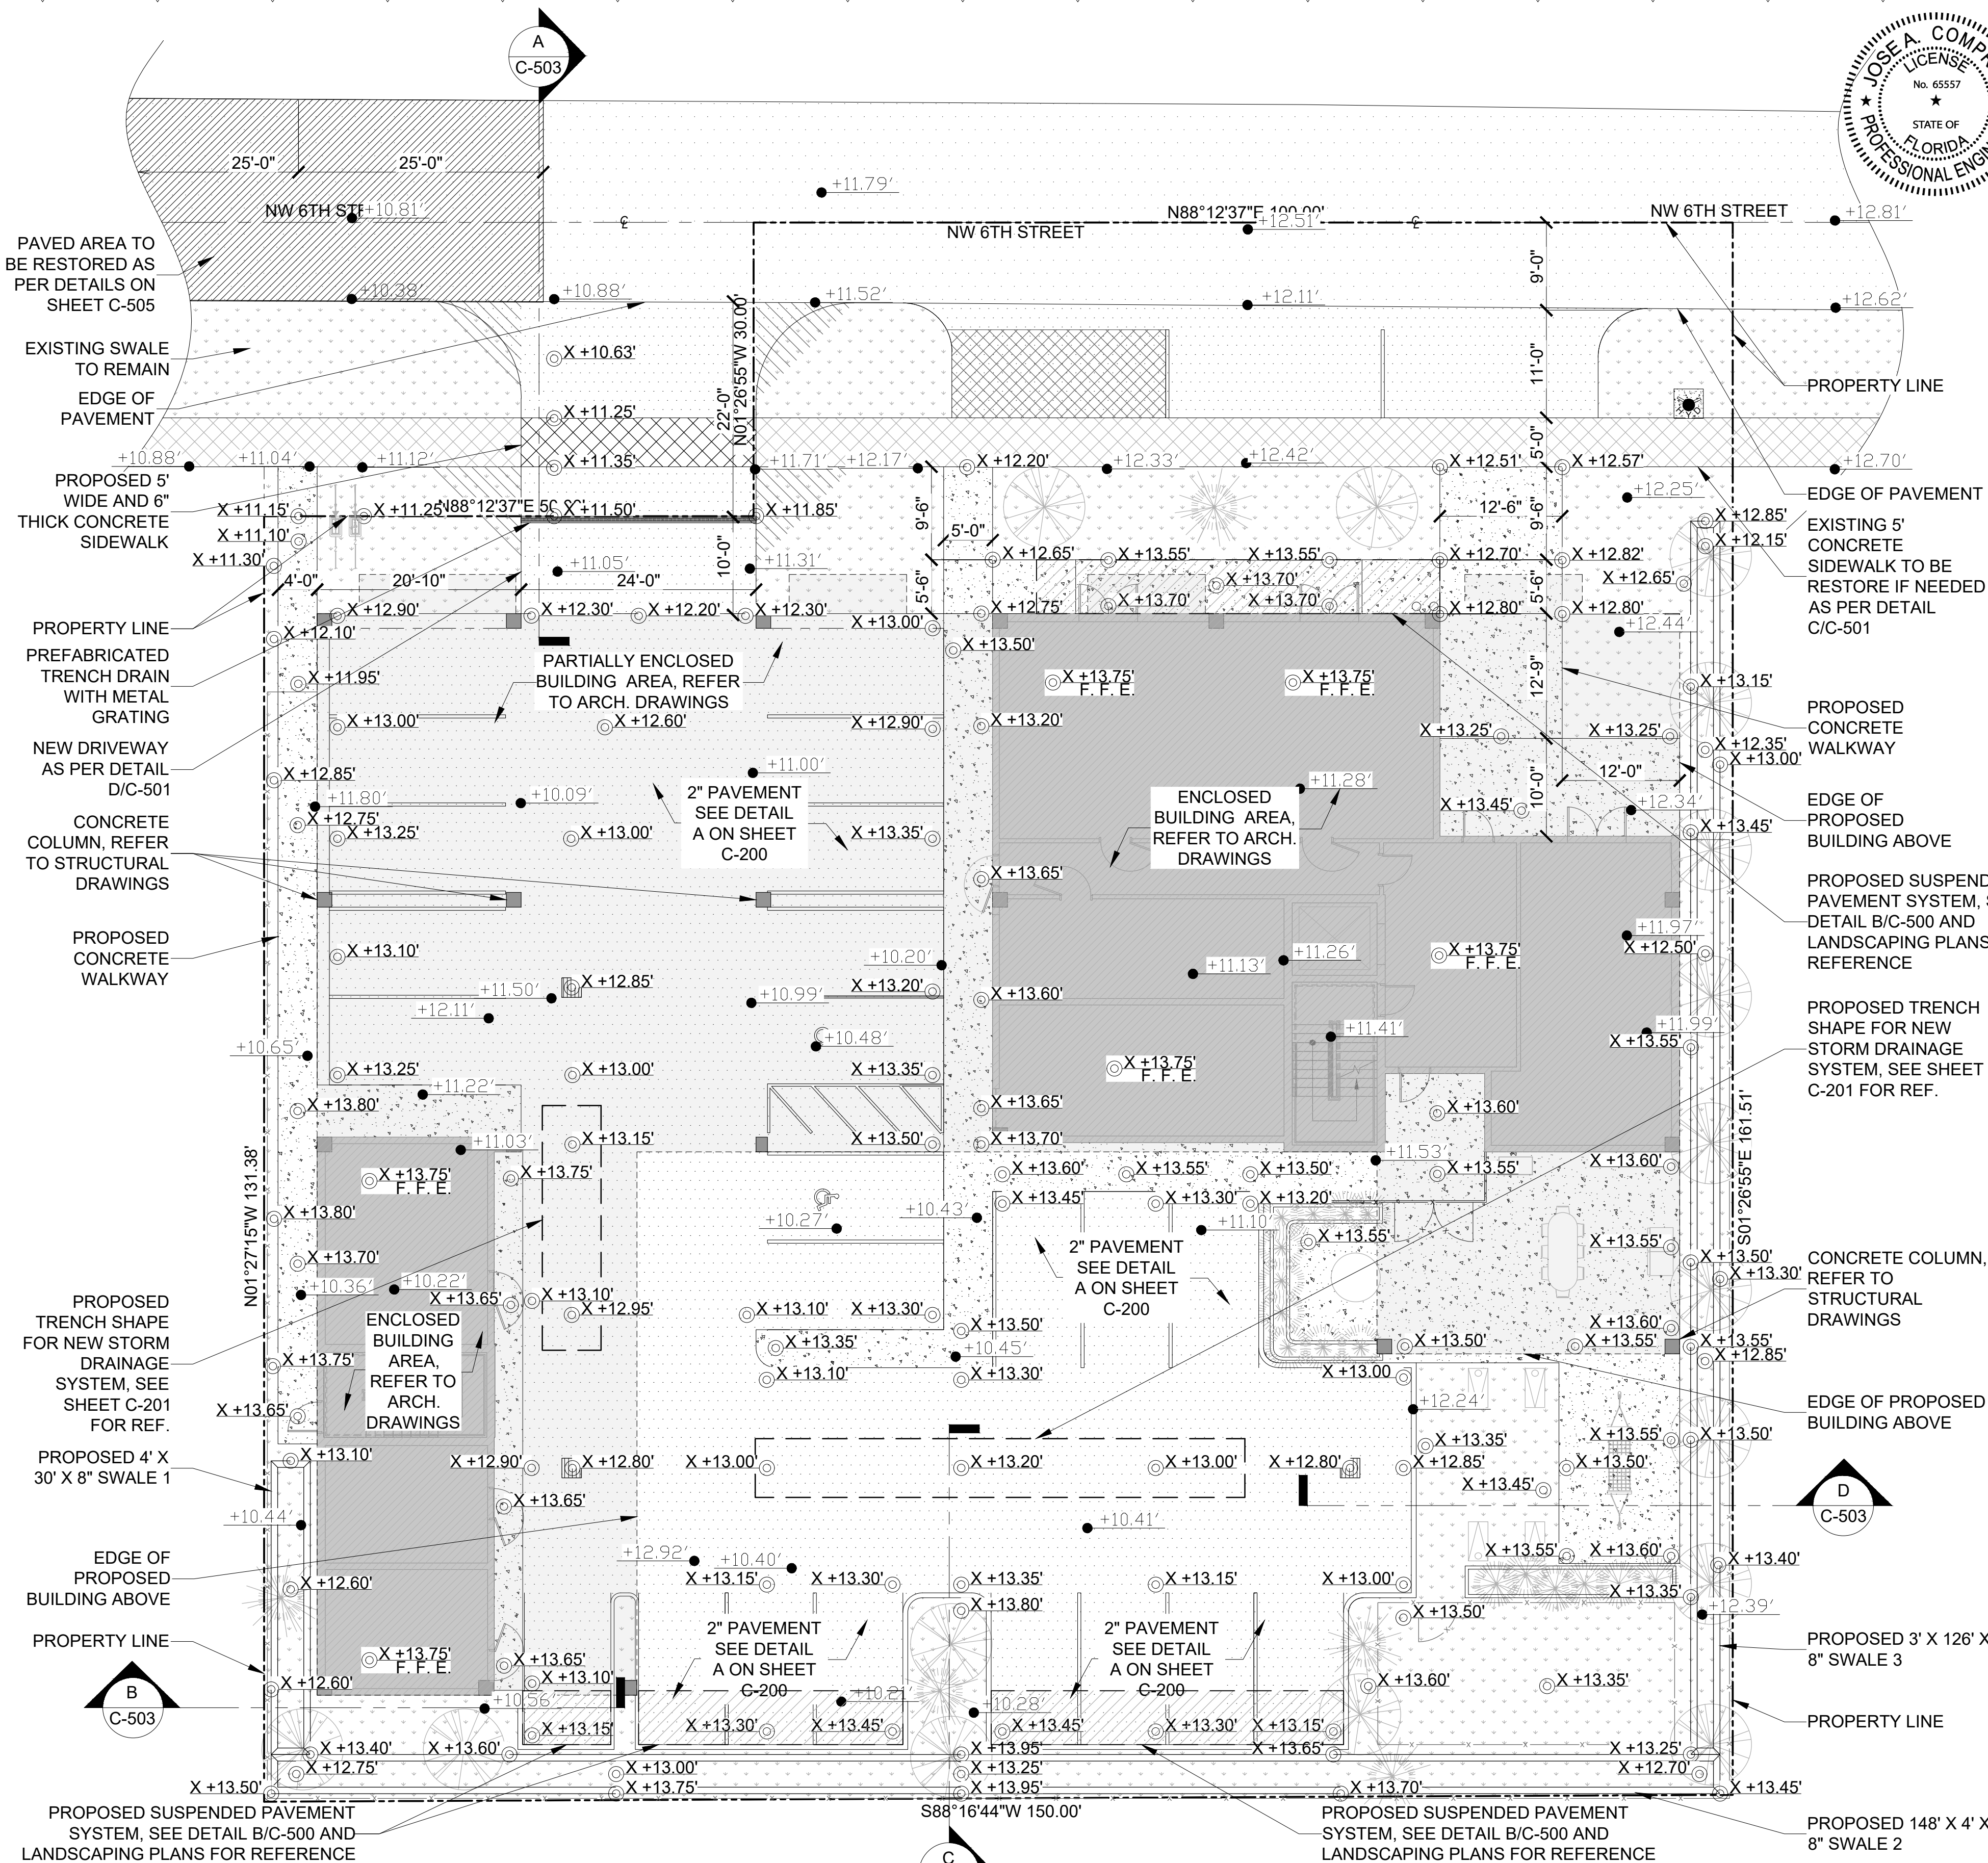 A
C-503
JOSE A.
LICENSE
No. 65557
STATE OF
FLORIDA
PROFESSIONAL
25'-0"
25'-0"
+11.79'
NW 6TH
+10.81'
N88°12'37"E 100.00'
NW 6TH STREET
+12.51'
NW 6TH STREET
+12.81'
PAVED AREA TO
BE RESTORED AS
PER DETAILS ON
SHEET C-505
+10.38'
+10.88'
+11.52'
+12.11'
+12.62'
9'-0"
EXISTING SWALE
TO REMAIN
X +10.63'
22'-0"
N01°26'55"W 30.00'
11'-0"
PROPERTY LINE
EDGE OF
PAVEMENT
X +11.25'
5'-0"
+10.88'
+11.04'
+11.12'
X +11.35'
+11.71'
+12.17'
X +12.20'
+12.33'
+12.42'
X +12.51'
X +12.57'
+12.70'
PROPOSED 5'
WIDE AND 6"
THICK CONCRETE
SIDEWALK
+12.25'
EDGE OF PAVEMENT
X +11.15'
X +11.25'
N88°12'37"E
X +11.50'
X +11.85'
9'-6"
5'-0"
12'-6"
9'-6"
X +12.85'
X +12.15'
EXISTING 5'
CONCRETE
SIDEWALK TO BE
RESTORE IF NEEDED
AS PER DETAIL
C/C-501
X +11.10'
X +11.30'
+11.05'
+11.31'
10'-0"
X +12.65'
X +13.55'
X +13.55'
X +12.70'
X +12.82'
4'-0"
20'-10"
24'-0"
5'-6"
X +13.70'
5'-6"
X +12.65'
X +12.90'
X +12.30'
X +12.20'
X +12.30'
X +12.75'
X +13.70'
X +13.70'
X +12.80'
X +12.80'
PROPERTY LINE
X +12.10'
X +13.00'
+12.44'
X +13.50'
PREFABRICATED
TRENCH DRAIN
WITH METAL
GRATING
PARTIALLY ENCLOSED
BUILDING AREA, REFER
TO ARCH. DRAWINGS
X +11.95'
X +13.75'
F. F. E.
X +13.75'
F. F. E.
12'-9"
X +13.15'
X +13.00'
X +12.60'
X +12.90'
X +13.20'
X +13.25'
X +13.25'
PROPOSED
CONCRETE
WALKWAY
NEW DRIVEWAY
AS PER DETAIL
D/C-501
X +12.35'
X +13.00'
X +12.85'
+11.00'
12'-0"
2" PAVEMENT
SEE DETAIL
A ON SHEET
C-200
+11.28'
10'-0"
+11.80'
+10.09'
ENCLOSED
BUILDING AREA,
REFER TO ARCH.
DRAWINGS
X +13.45'
+12.34'
EDGE OF
PROPOSED
BUILDING ABOVE
CONCRETE
COLUMN, REFER
TO STRUCTURAL
DRAWINGS
X +12.75'
X +13.25'
X +13.00'
X +13.35'
X +13.45'
X +13.65'
PROPOSED
PAVEMENT SYSTEM,
DETAIL B/C-500 AND
LANDSCAPING PLANS
REFERENCE
PROPOSED
CONCRETE
WALKWAY
X +13.10'
+10.20'
+11.13'
+11.26'
X +13.75'
F. F. E.
+11.97'
X +12.50'
+11.50'
X +12.85'
+10.99'
X +13.20'
X +13.60'
+12.11'
+10.48'
+11.41'
+11.99'
X +13.55'
PROPOSED TRENCH
SHAPE FOR NEW
STORM DRAINAGE
SYSTEM, SEE SHEET
C-201 FOR REF.
+10.65'
X +13.25'
X +13.00'
X +13.35'
X +13.75'
F. F. E.
+11.22'
X +13.80'
X +13.65'
X +13.60'
N01°27'15"W 131.38'
+11.03'
X +13.15'
X +13.50'
X +13.70'
S01°26'55"E 161.51'
X +13.75'
F. F. E.
X +13.75'
X +13.60'
X +13.55'
X +13.50'
+11.53'
X +13.55'
X +13.60'
X +13.80'
+10.27'
+10.43'
X +13.45'
X +13.30'
X +13.20'
+11.10'
X +13.70'
2" PAVEMENT
SEE DETAIL
A ON SHEET
C-200
X +13.55'
X +13.55'
X +13.50'
X +13.30'
CONCRETE COLUMN,
REFER TO
STRUCTURAL
DRAWINGS
+10.36'
+10.22'
X +13.65'
X +13.10'
X +12.95'
X +13.10'
X +13.30'
PROPOSED
TRENCH SHAPE
FOR NEW STORM
DRAINAGE
SYSTEM, SEE
SHEET C-201
FOR REF.
ENCLOSED
BUILDING
AREA,
REFER TO
ARCH.
DRAWINGS
X +13.35'
X +13.50'
+10.45'
X +13.50'
X +13.55'
X +13.60'
X +13.55'
X +12.85'
X +13.75'
X +13.10'
X +13.30'
X +13.00
X +13.65'
+12.24'
EDGE OF PROPOSED
BUILDING ABOVE
X +13.35'
X +13.55'
X +13.50'
PROPOSED 4' X
30' X 8" SWALE 1
X +13.10'
X +12.90'
X +12.80'
X +13.00'
X +13.20'
X +13.00'
X +12.80'
X +12.85'
X +13.50'
X +13.45'
D
C-503
X +13.65'
+10.44'
+10.41'
+12.92'
+10.40'
X +13.55'
X +13.60'
X +13.40'
EDGE OF
PROPOSED
BUILDING ABOVE
X +12.60'
X +13.15'
X +13.30'
X +13.35'
X +13.15'
X +13.00'
X +13.35'
X +13.80'
X +13.50'
+12.39'
PROPERTY LINE
2" PAVEMENT
SEE DETAIL
A ON SHEET
C-200
2" PAVEMENT
SEE DETAIL
A ON SHEET
C-200
PROPOSED 3' X 126' X
8" SWALE 3
X +13.75'
F. F. E.
X +13.65'
X +13.10'
X +12.60'
X +13.60'
X +13.35'
B
C-503
+10.56'
+10.21'
+10.28'
PROPERTY LINE
X +13.15'
X +13.30'
X +13.45'
X +13.45'
X +13.30'
X +13.15'
X +13.40'
X +13.60'
X +13.95'
X +13.65'
X +13.25'
X +12.75'
X +13.00'
X +13.25'
X +12.70'
X +13.50'
X +13.75'
X +13.95'
X +13.70'
X +13.45'
S88°16'44"W 150.00'
PROPOSED SUSPENDED PAVEMENT
SYSTEM, SEE DETAIL B/C-500 AND
LANDSCAPING PLANS FOR REFERENCE
PROPOSED SUSPENDED PAVEMENT
SYSTEM, SEE DETAIL B/C-500 AND
LANDSCAPING PLANS FOR REFERENCE
PROPOSED 148' X 4' X
8" SWALE 2
C